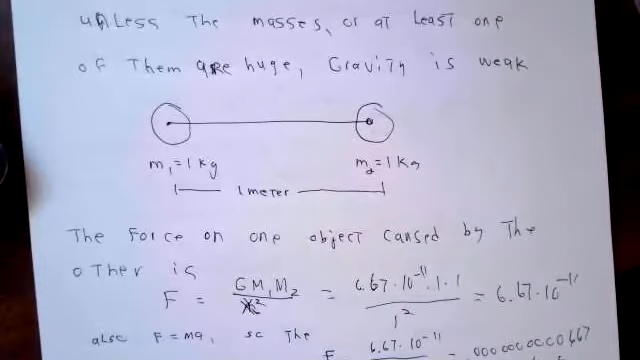 unless The masses, or at Least one
of Them are huge, Gravity is weak
m₁ = 1 kg m₂ = 1 kg
1 meter
The Force on one object caused by The
other is
F = GM₁M₂ / r² = 6.67 · 10⁻¹¹ · 1 · 1 / 1² = 6.67 · 10⁻¹¹
also F = ma, so The
F 6.67 · 10⁻¹¹